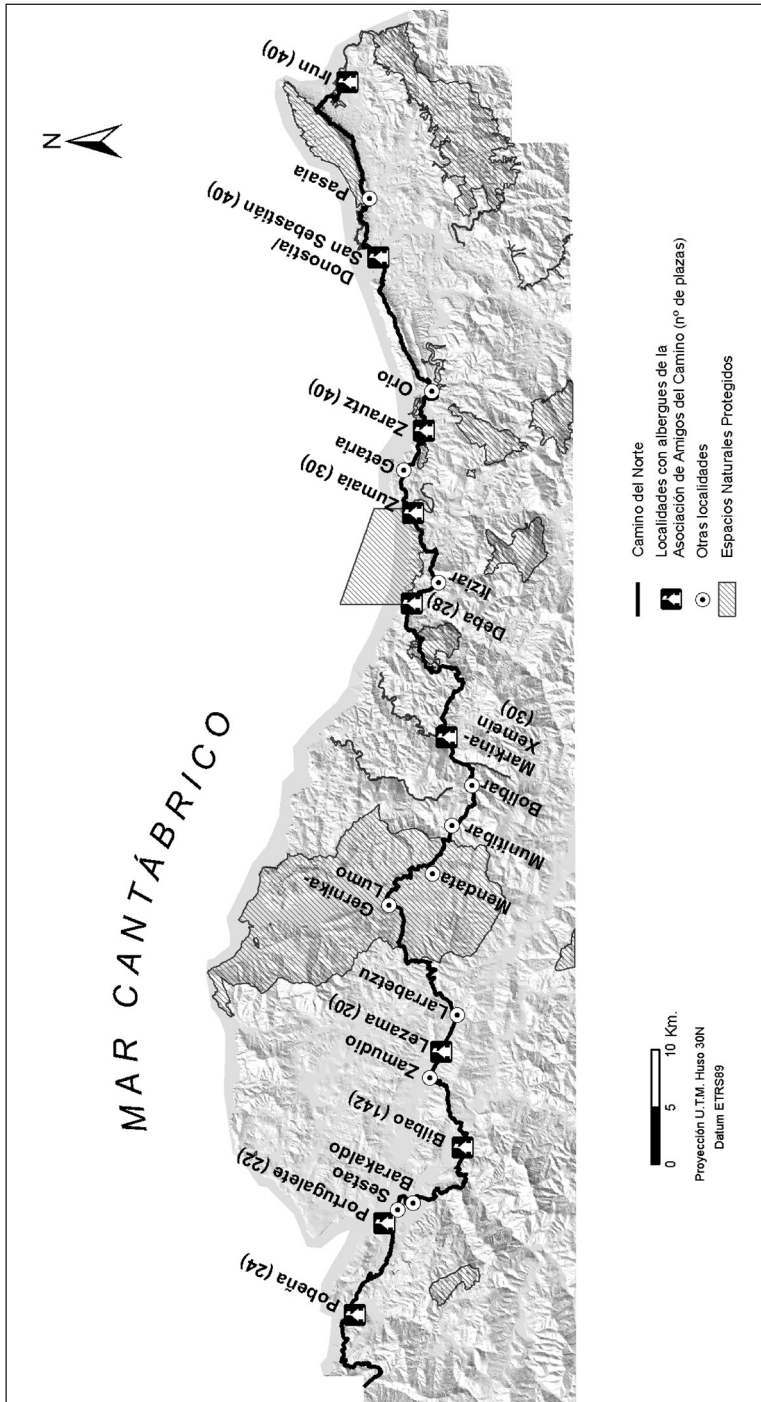 N
MAR CANTÁBRICO
Pobeña (24)
Portugalete (22)
Sestao
Barakaldo
Bilbao (142)
Zamudio
Lezama (20)
Larrabetzu
Gernika-
Lumo
Mendata
Munitibar
Bolibar
Markina-
Xemein
(30)
Deba (28)
Itziar
Zumaia (30)
Getaria
Zarautz (40)
Orio
Donostia/
San Sebastián (40)
Pasaia
Irun (40)
0 5 10 Km.
Proyección U.T.M. Huso 30N
Datum ETRS89
Camino del Norte
Localidades con albergues de la
Asociación de Amigos del Camino (nº de plazas)
Otras localidades
Espacios Naturales Protegidos